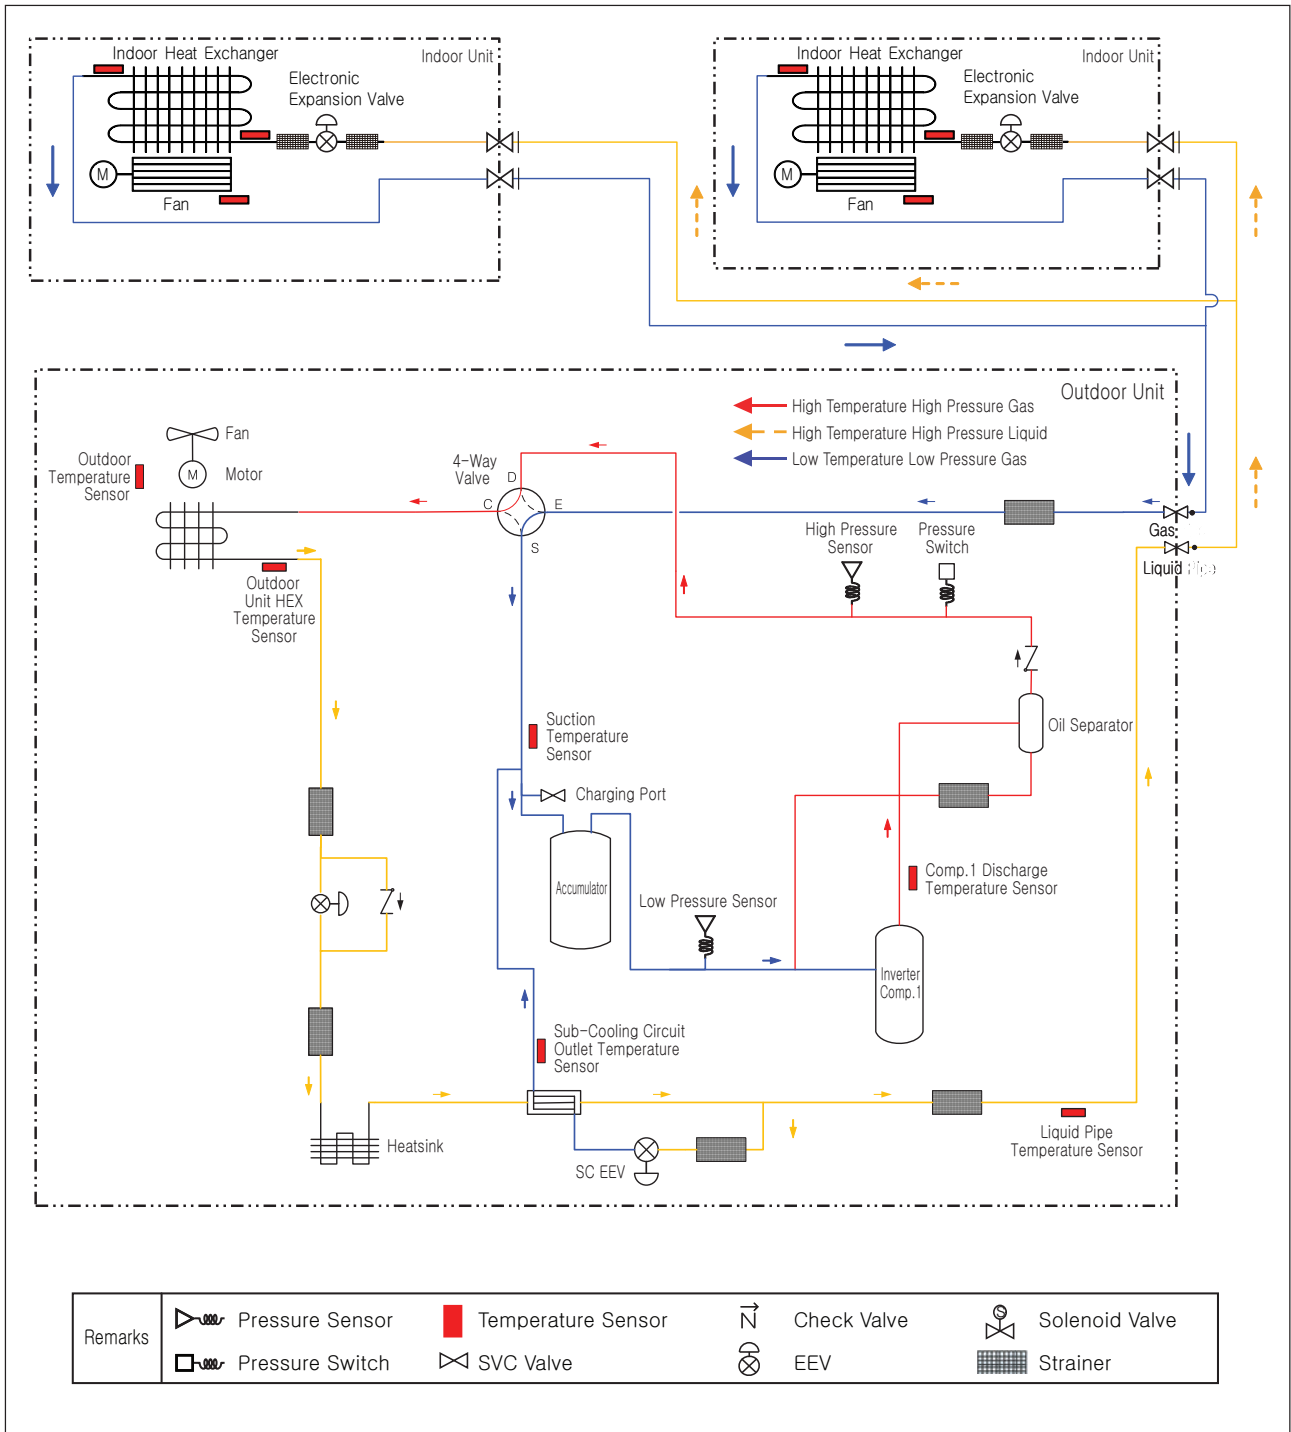 Indoor Heat Exchanger
Indoor Unit
Electronic
Expansion Valve
M
Fan
Indoor Heat Exchanger
Indoor Unit
Electronic
Expansion Valve
M
Fan
Outdoor Unit
High Temperature High Pressure Gas
High Temperature High Pressure Liquid
Low Temperature Low Pressure Gas
Fan
Motor
M
Outdoor
Temperature
Sensor
4-Way
Valve
D
C
E
S
High Pressure
Sensor
Pressure
Switch
Gas
Liquid Pipe
Outdoor
Unit HEX
Temperature
Sensor
Suction
Temperature
Sensor
Oil Separator
Charging Port
Accumulator
Comp.1 Discharge
Temperature Sensor
Low Pressure Sensor
Inverter
Comp.1
Sub-Cooling Circuit
Outlet Temperature
Sensor
Heatsink
SC EEV
Liquid Pipe
Temperature Sensor
Remarks
Pressure Sensor
Temperature Sensor
Check Valve
S
Solenoid Valve
Pressure Switch
SVC Valve
EEV
Strainer